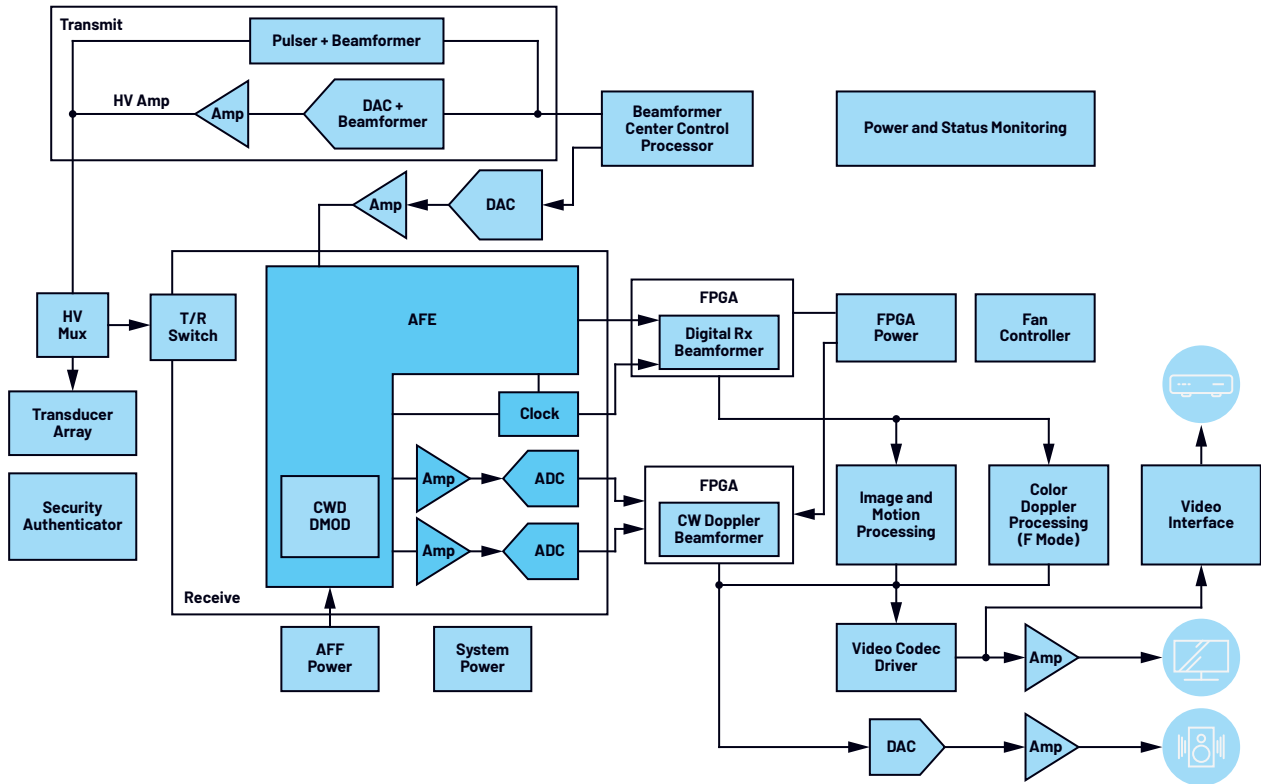 Transmit
Pulser + Beamformer
HV Amp
Amp
DAC +
Beamformer
Beamformer
Center Control
Processor
Power and Status Monitoring
Amp
DAC
HV
Mux
T/R
Switch
AFE
FPGA
Digital Rx
Beamformer
FPGA
Power
Fan
Controller
Transducer
Array
Clock
Security
Authenticator
CWD
DMOD
Amp
ADC
Amp
ADC
FPGA
CW Doppler
Beamformer
Image and
Motion
Processing
Color
Doppler
Processing
(F Mode)
Video
Interface
Receive
AFF
Power
System
Power
Video Codec
Driver
Amp
DAC
Amp